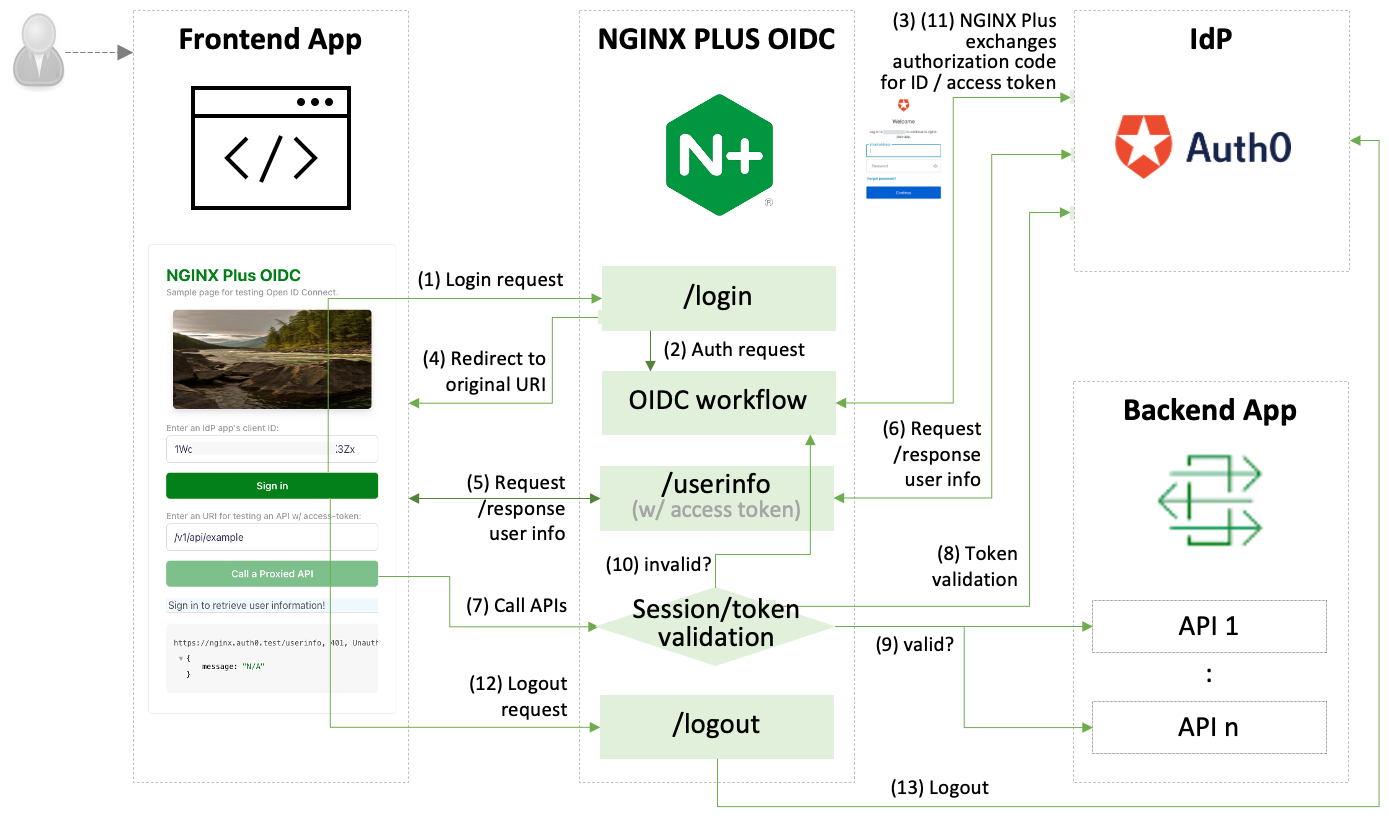 Frontend App
NGINX Plus OIDC
Sample page for testing Open ID Connect.
Enter an IdP app's client ID:
1Wc
3Zx
Sign in
Enter an URI for testing an API w/ access-token:
/v1/api/example
Call a Proxied API
Sign in to retrieve user information!
https://nginx.auth0.test/userinfo, 401, Unaut
{
message: "N/A"
}
(1) Login request
(4) Redirect to
original URI
(5) Request
/response
user info
(7) Call APIs
(12) Logout
request
NGINX PLUS OIDC
N+
®
/login
(2) Auth request
OIDC workflow
/userinfo
(w/ access token)
(10) invalid?
Session/token
validation
/logout
(3) (11) NGINX Plus
exchanges
authorization code
for ID / access token
Welcome
Password
Forgot password?
Continue
(6) Request
/response
user info
(8) Token
validation
(9) valid?
(13) Logout
IdP
Auth0
Backend App
API 1
:
API n